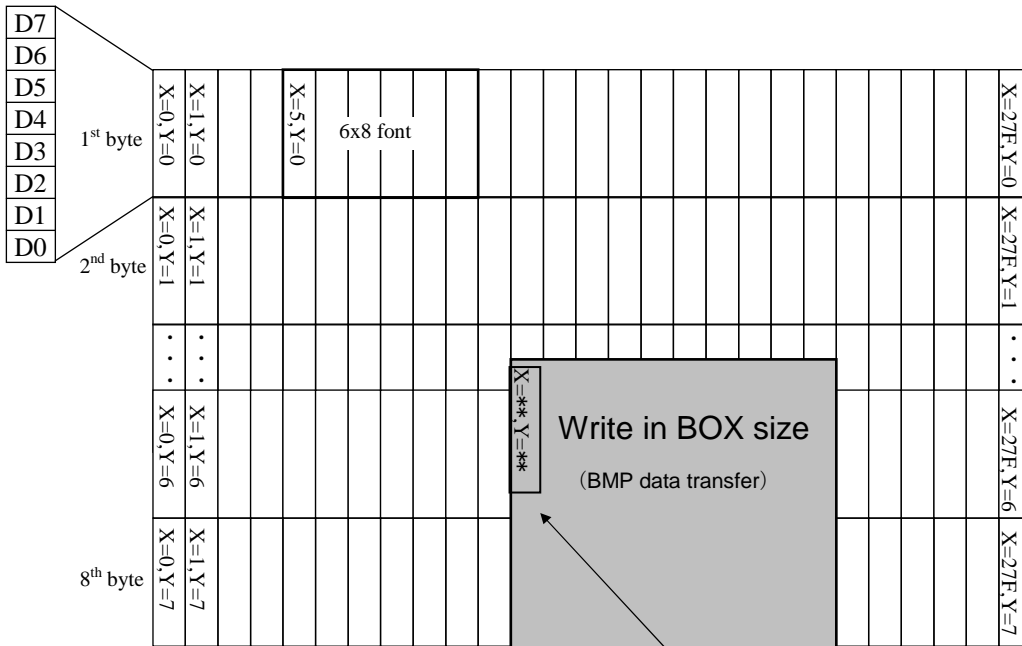 D7
D6
D5
D4
D3
D2
D1
D0
1st byte
X=0,Y=0
X=1,Y=0
X=5,Y=0
6x8 font
X=27F,Y=0
2nd byte
X=0,Y=1
X=1,Y=1
X=27F,Y=1
・・・
・・・
・・・
X=0,Y=6
X=1,Y=6
X=**,Y=**
Write in BOX size
（BMP data transfer）
X=27F,Y=6
8th byte
X=0,Y=7
X=1,Y=7
X=27F,Y=7